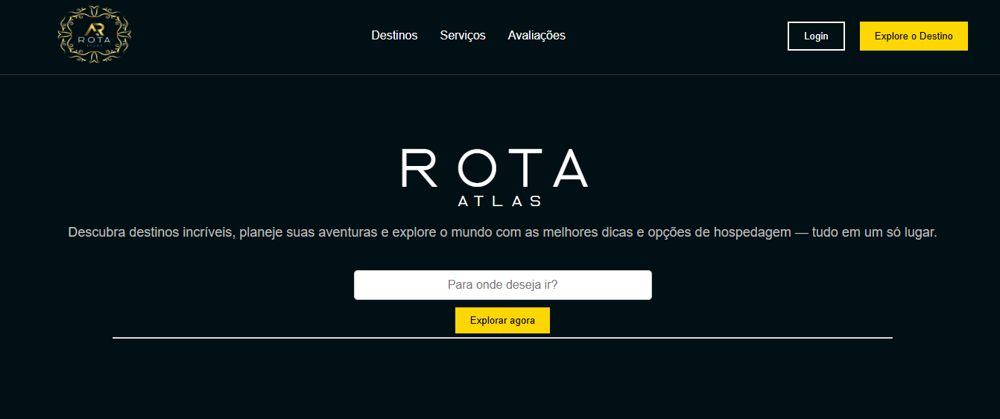 AR
ROTA
Destinos
Serviços
Avaliações
Login
Explore o Destino
ROTA
ATLAS
Descubra destinos incríveis, planeje suas aventuras e explore o mundo com as melhores dicas e opções de hospedagem — tudo em um só lugar.
Para onde deseja ir?
Explorar agora